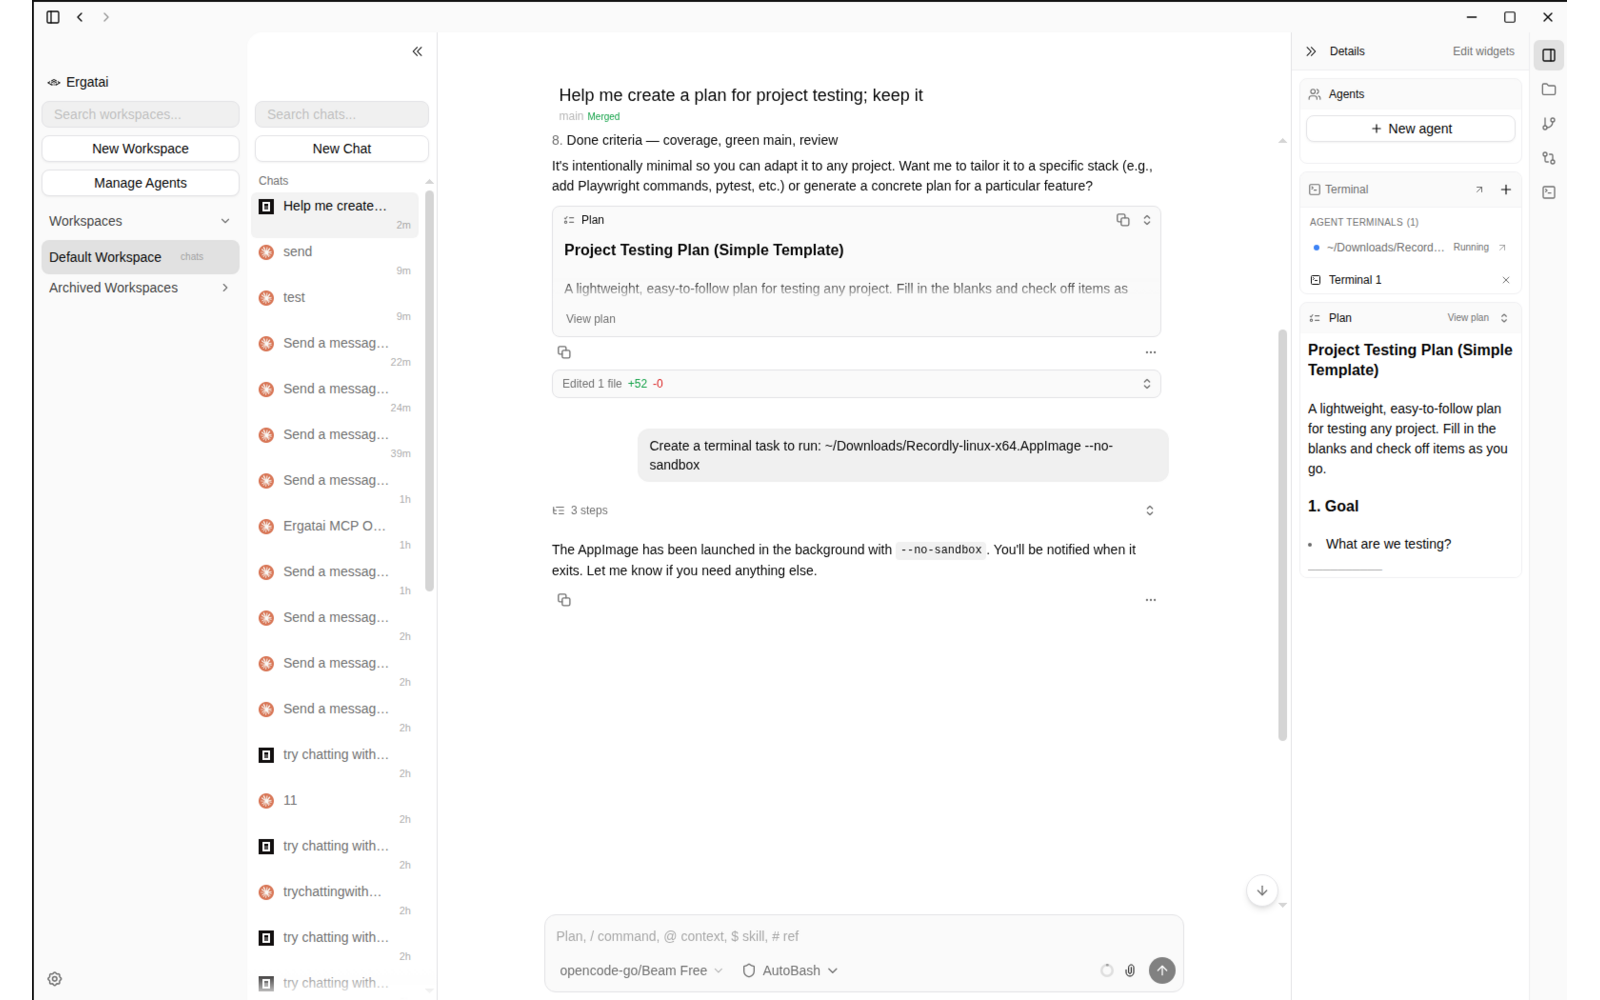 Ergatai
Search workspaces...
New Workspace
Manage Agents
Workspaces
Default Workspace chats
Archived Workspaces
Search chats...
New Chat
Chats
Help me create…
2m
send
9m
test
9m
Send a messag…
22m
Send a messag…
24m
Send a messag…
39m
Send a messag…
1h
Ergatai MCP O…
1h
Send a messag…
1h
Send a messag…
2h
Send a messag…
2h
Send a messag…
2h
try chatting with…
2h
11
2h
try chatting with…
2h
trychattingwith…
2h
try chatting with…
2h
try chatting with…
Help me create a plan for project testing; keep it
main Merged
8. Done criteria — coverage, green main, review
It's intentionally minimal so you can adapt it to any project. Want me to tailor it to a specific stack (e.g.,
add Playwright commands, pytest, etc.) or generate a concrete plan for a particular feature?
Plan
Project Testing Plan (Simple Template)
A lightweight, easy-to-follow plan for testing any project. Fill in the blanks and check off items as
View plan
Edited 1 file +52 -0
Create a terminal task to run: ~/Downloads/Recordly-linux-x64.AppImage --no-
sandbox
3 steps
The AppImage has been launched in the background with --no-sandbox. You'll be notified when it
exits. Let me know if you need anything else.
Plan, / command, @ context, $ skill, # ref
opencode-go/Beam Free AutoBash
Details Edit widgets
Agents
New agent
Terminal
AGENT TERMINALS (1)
~/Downloads/Record… Running
Terminal 1
Plan View plan
Project Testing Plan (Simple
Template)
A lightweight, easy-to-follow plan
for testing any project. Fill in the
blanks and check off items as you
go.
1. Goal
• What are we testing?